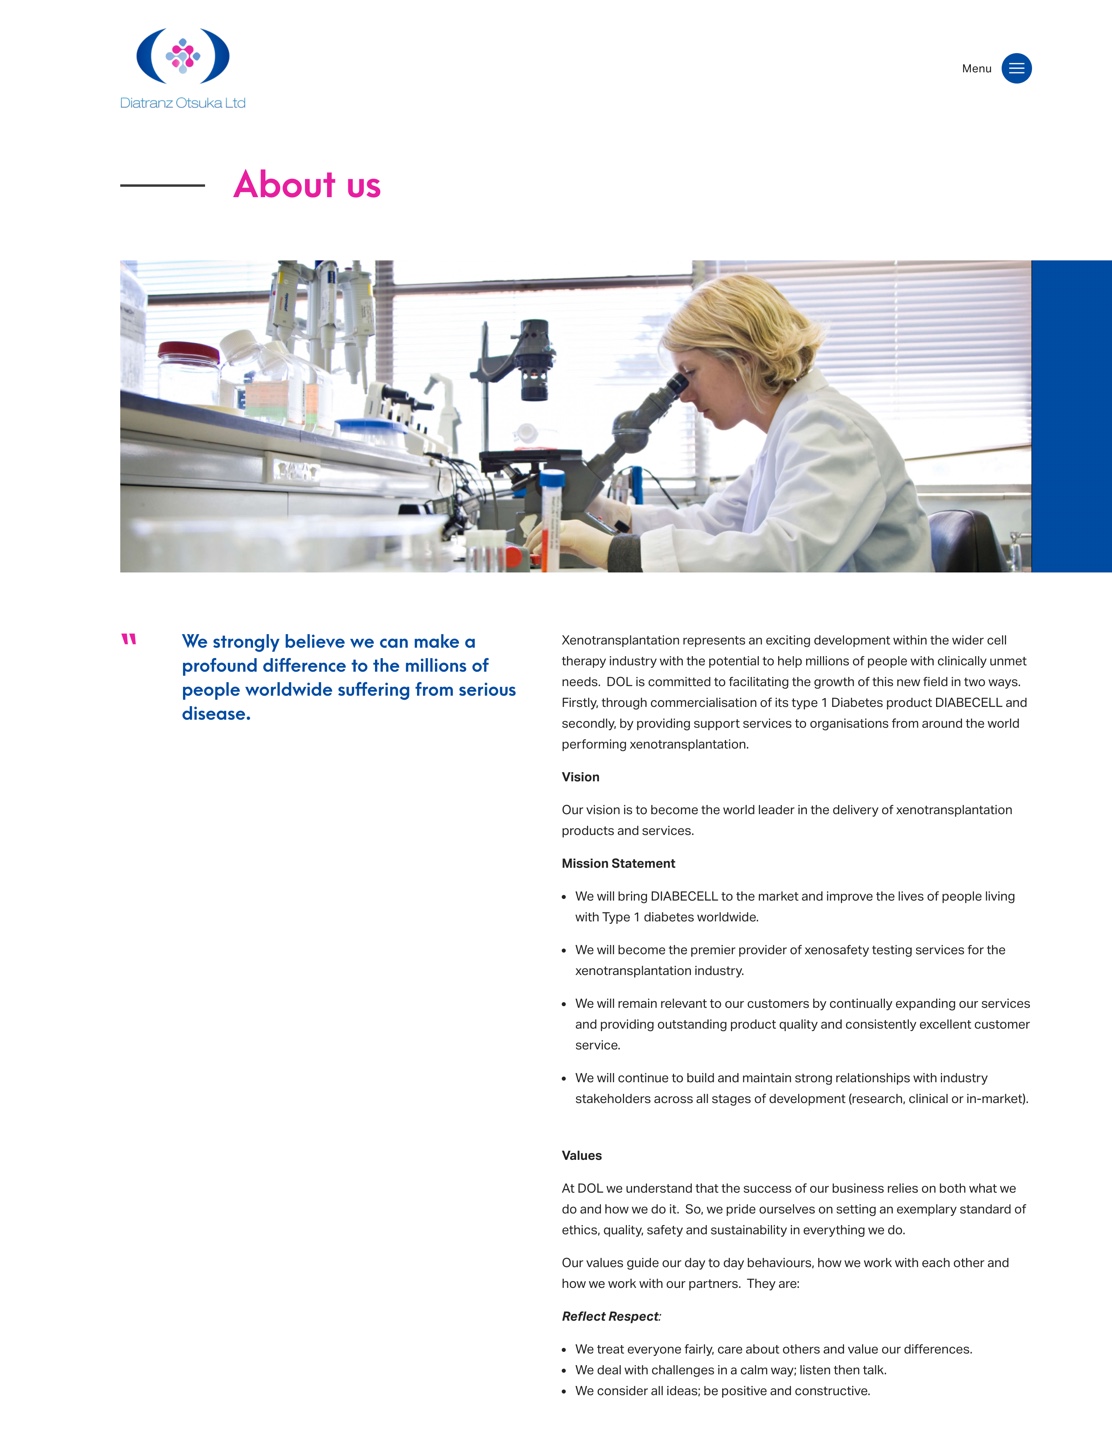 Diatranz Otsuka Ltd
Menu
About us
We strongly believe we can make a
profound difference to the millions of
people worldwide suffering from serious
disease.
Xenotransplantation represents an exciting development within the wider cell
therapy industry with the potential to help millions of people with clinically unmet
needs.  DOL is committed to facilitating the growth of this new field in two ways.
Firstly, through commercialisation of its type 1 Diabetes product DIABECELL and
secondly, by providing support services to organisations from around the world
performing xenotransplantation.
Vision
Our vision is to become the world leader in the delivery of xenotransplantation
products and services.
Mission Statement
• We will bring DIABECELL to the market and improve the lives of people living
with Type 1 diabetes worldwide.
• We will become the premier provider of xenosafety testing services for the
xenotransplantation industry.
• We will remain relevant to our customers by continually expanding our services
and providing outstanding product quality and consistently excellent customer
service.
• We will continue to build and maintain strong relationships with industry
stakeholders across all stages of development (research, clinical or in-market).
Values
At DOL we understand that the success of our business relies on both what we
do and how we do it.  So, we pride ourselves on setting an exemplary standard of
ethics, quality, safety and sustainability in everything we do.
Our values guide our day to day behaviours, how we work with each other and
how we work with our partners.  They are:
Reflect Respect:
• We treat everyone fairly, care about others and value our differences.
• We deal with challenges in a calm way; listen then talk.
• We consider all ideas; be positive and constructive.